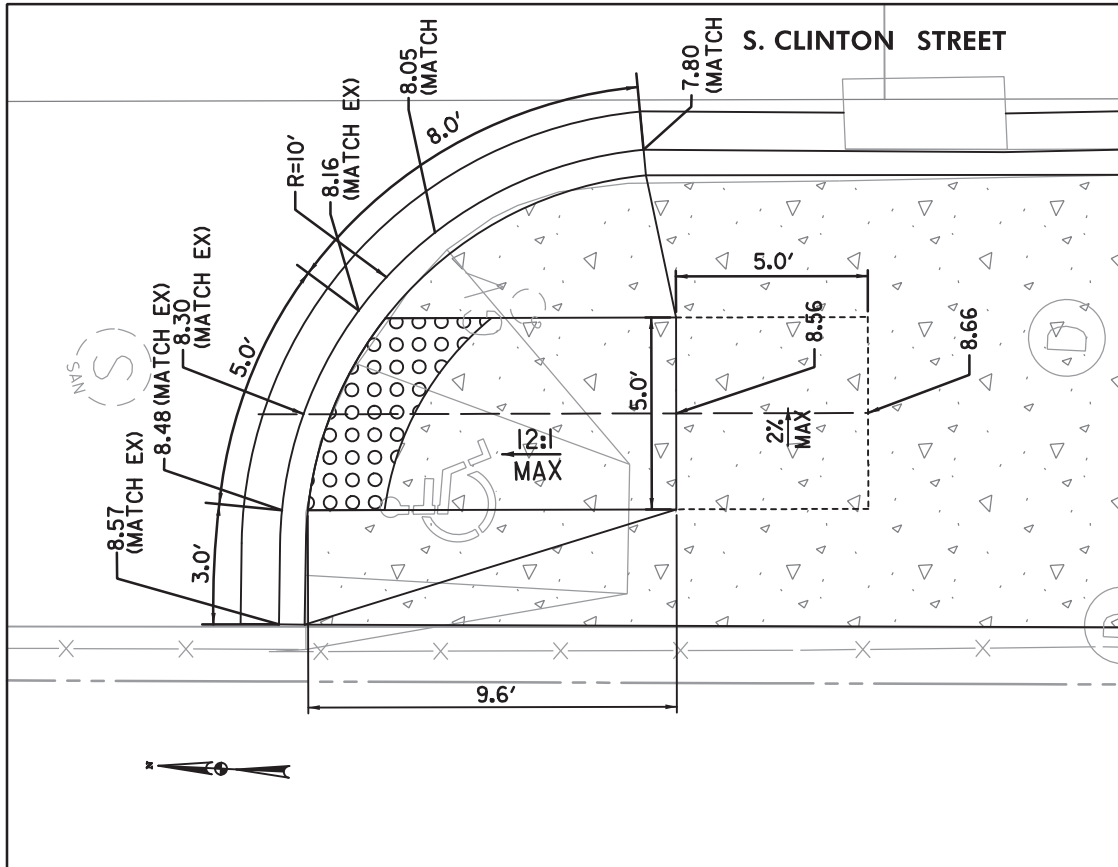 S. CLINTON STREET
7.80
(MATCH
8.05
(MATCH
8.0'
R=10'
8.16
(MATCH EX)
8.30
(MATCH EX)
8.48 (MATCH EX)
5.0'
8.57
(MATCH EX)
3.0'
S
SAN
5.0'
8.56
8.66
D
5.0'
12:1
MAX
2%
MAX
9.6'
N